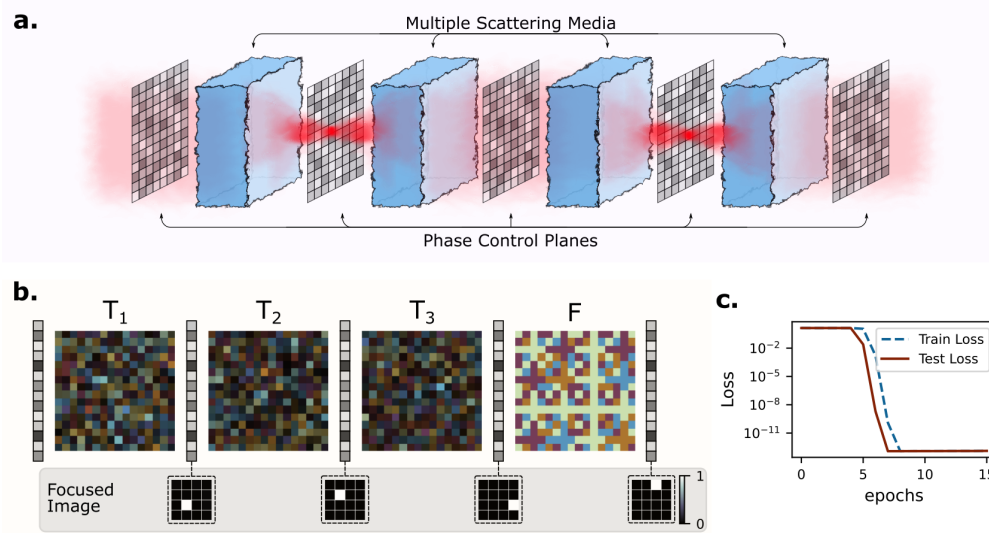 a.
Multiple Scattering Media
Phase Control Planes
b.
T1
T2
T3
F
Focused
Image
1
0
c.
Loss
10⁻²
10⁻⁵
10⁻⁸
10⁻¹¹
Train Loss
Test Loss
0
5
10
15
epochs